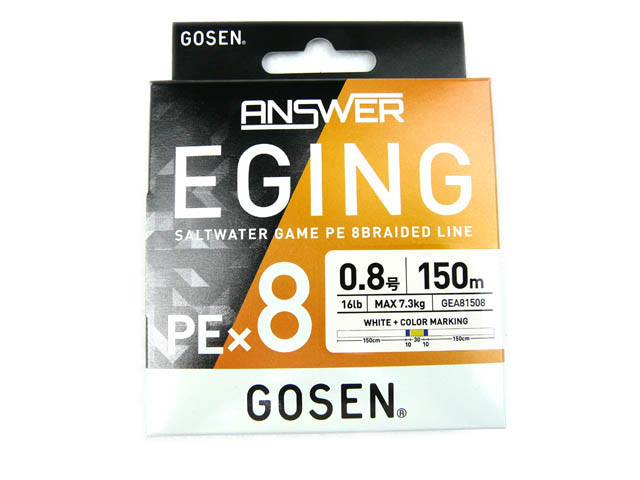 GOSEN®
ANSWER
EGING
SALTWATER GAME PE 8BRAIDED LINE
PE×8
0.8号 150m
16lb MAX 7.3kg GEA81508
WHITE + COLOR MARKING
150cm 10 30 10 150cm
GOSEN®